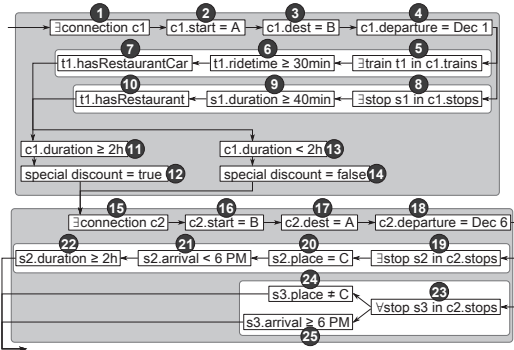 1 2 3 4
∃connection c1 c1.start = A c1.dest = B c1.departure = Dec 1
7 6 5
t1.hasRestaurantCar t1.ridetime ≥ 30min ∃train t1 in c1.trains
10 9 8
t1.hasRestaurant s1.duration ≥ 40min ∃stop s1 in c1.stops
c1.duration ≥ 2h 11 c1.duration < 2h 13
special discount = true 12 special discount = false 14
15 16 17 18
∃connection c2 c2.start = B c2.dest = A c2.departure = Dec 6
22 21 20 19
s2.duration ≥ 2h s2.arrival < 6 PM s2.place = C ∃stop s2 in c2.stops
24 23
s3.place ≠ C
∀stop s3 in c2.stops
s3.arrival ≥ 6 PM
25